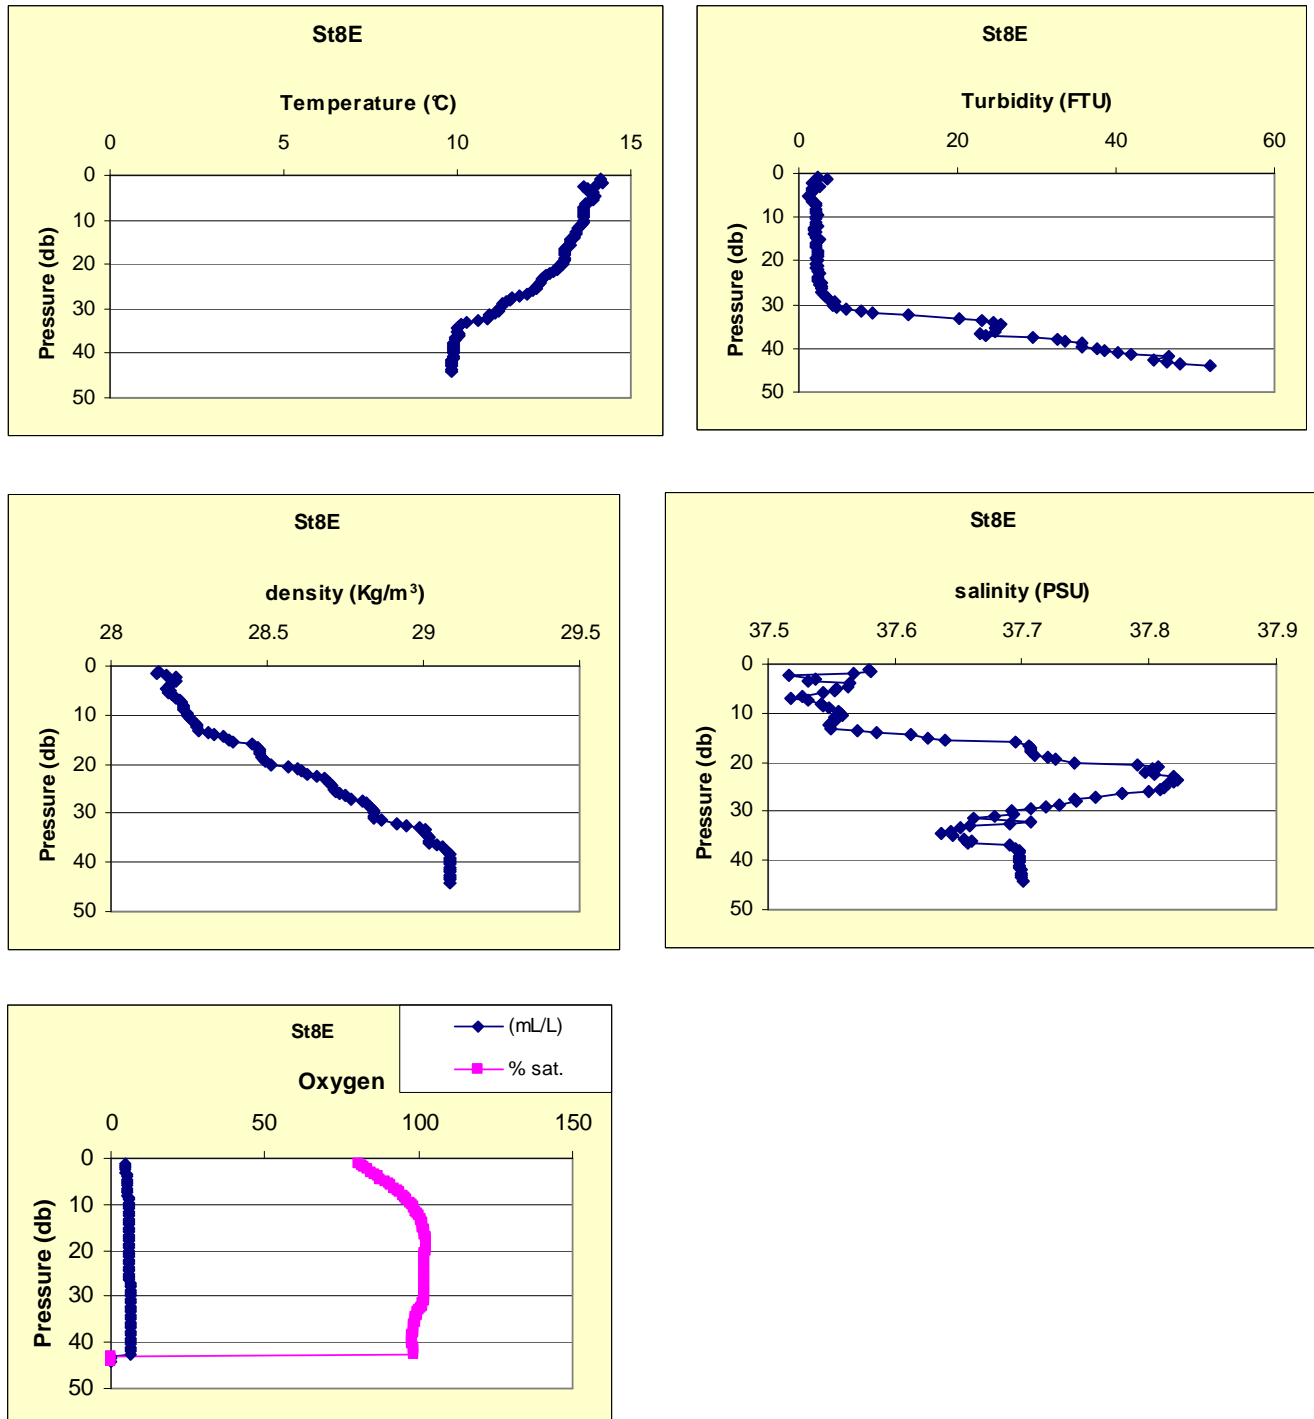 St8E
Temperature (°C)
0 5 10 15
0
10
20
30
40
50
Pressure (db)
St8E
Turbidity (FTU)
0 20 40 60
0
10
20
30
40
50
Pressure (db)
St8E
density (Kg/m³)
28 28.5 29 29.5
0
10
20
30
40
50
Pressure (db)
St8E
salinity (PSU)
37.5 37.6 37.7 37.8 37.9
0
10
20
30
40
50
Pressure (db)
St8E
Oxygen
(mL/L)
% sat.
0 50 100 150
0
10
20
30
40
50
Pressure (db)